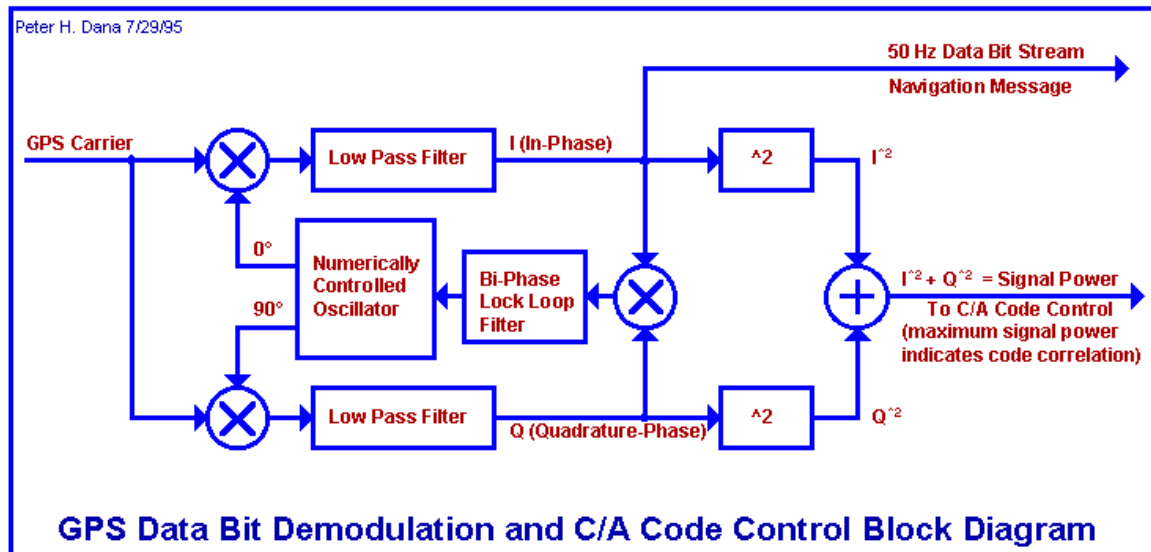 Peter H. Dana 7/29/95
50 Hz Data Bit Stream
Navigation Message
GPS Carrier
Low Pass Filter
I (In-Phase)
^2
I^2
0°
90°
Numerically
Controlled
Oscillator
Bi-Phase
Lock Loop
Filter
I^2 + Q^2 = Signal Power
To C/A Code Control
(maximum signal power
indicates code correlation)
Low Pass Filter
Q (Quadrature-Phase)
^2
Q^2
GPS Data Bit Demodulation and C/A Code Control Block Diagram